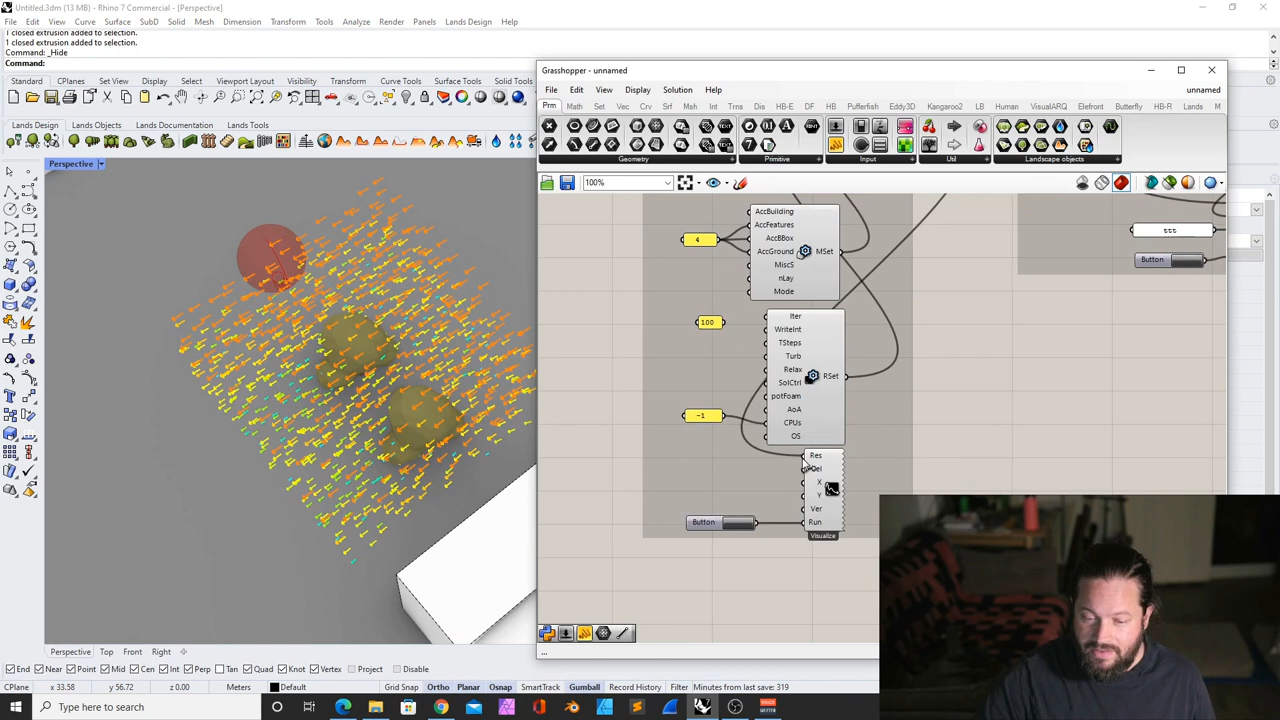 Untitled.3dm (13 MB) - Rhino 7 Commercial - [Perspective]
File Edit View Curve Surface SubD Solid Mesh Dimension Transform Tools Analyze Render Panels Lands Design Help
1 closed extrusion added to selection.
1 closed extrusion added to selection.
Command: _Hide
Command:
Standard CPlanes Set View Display Select Viewport Layout Visibility Transform Curve Tools Surface Tools Solid Tools
Lands Design Lands Objects Lands Documentation Lands Tools
Perspective
Grasshopper - unnamed
File Edit View Display Solution Help unnamed
Prm Math Set Vec Crv Srf Msh Int Trns Dis HB-E DF HB Pufferfish Eddy3D Kangaroo2 LB Human VisualARQ Elefront Butterfly HB-R Lands M
Geometry Primitive Input Util Landscape objects
100%
AccBuilding
AccFeatures
AccBBox
AccGround
MiscS
nLay
Mode
MSet
4
100
Iter
WriteInt
TSteps
Turb
Relax
SolCtrl
potFoam
AoA
CPUs
OS
RSet
-1
Res
X
Y
Ver
Run
Visualize
Button
Button
...
Perspective Top Front Right
End Near Point Mid Cen Int Perp Tan Quad Knot Vertex Project Disable
CPlane x 33.58 y 56.72 z 0.00 Meters Default Grid Snap Ortho Planar Osnap SmartTrack Gumball Record History Filter Minutes from last save: 319
Type here to search